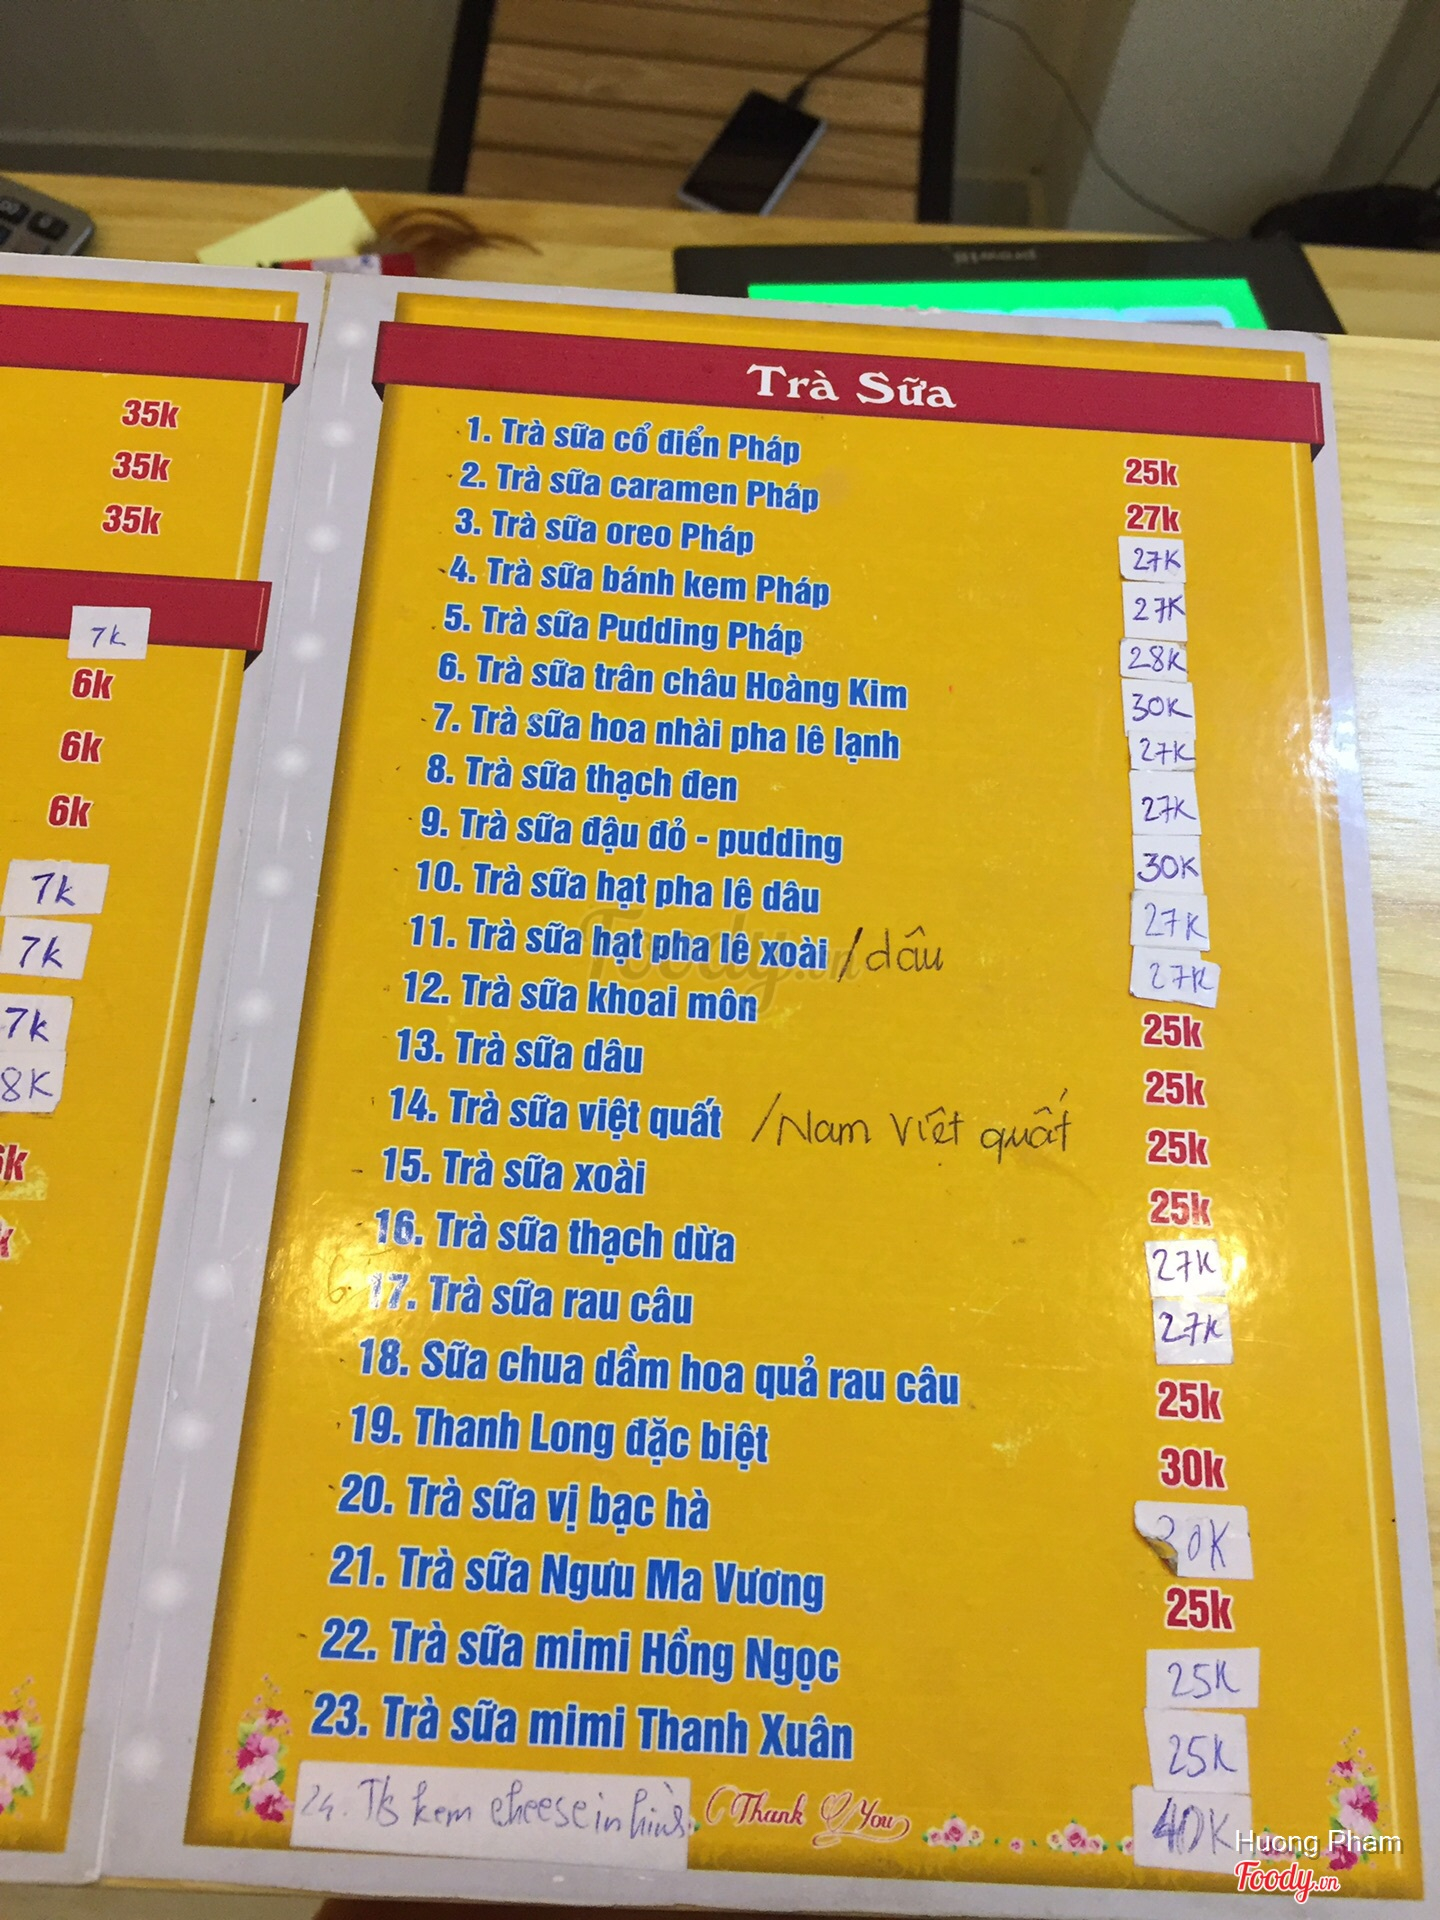 prowill
35k
35k
35k
7k
6k
6k
6k
7k
7k
7k
8K
Trà Sữa
1. Trà sữa cổ điển Pháp 25k
2. Trà sữa caramen Pháp 27k
3. Trà sữa oreo Pháp 27K
4. Trà sữa bánh kem Pháp 27K
5. Trà sữa Pudding Pháp 28K
6. Trà sữa trân châu Hoàng Kim 30K
7. Trà sữa hoa nhài pha lê lạnh 27K
8. Trà sữa thạch đen 27K
9. Trà sữa đậu đỏ - pudding 30K
10. Trà sữa hạt pha lê dâu 27K
11. Trà sữa hạt pha lê xoài /dâu 27K
12. Trà sữa khoai môn 25k
13. Trà sữa dâu 25k
14. Trà sữa việt quất /Nam Việt quất 25k
15. Trà sữa xoài 25k
16. Trà sữa thạch dừa 27K
17. Trà sữa rau câu 27K
18. Sữa chua dầm hoa quả rau câu 25k
19. Thanh Long đặc biệt 30k
20. Trà sữa vị bạc hà 30K
21. Trà sữa Ngưu Ma Vương 25k
22. Trà sữa mimi Hồng Ngọc 25K
23. Trà sữa mimi Thanh Xuân 25K
24. T/s kem cheese 40K
Thank You
Foody.vn
Huong Pham
Foody.vn